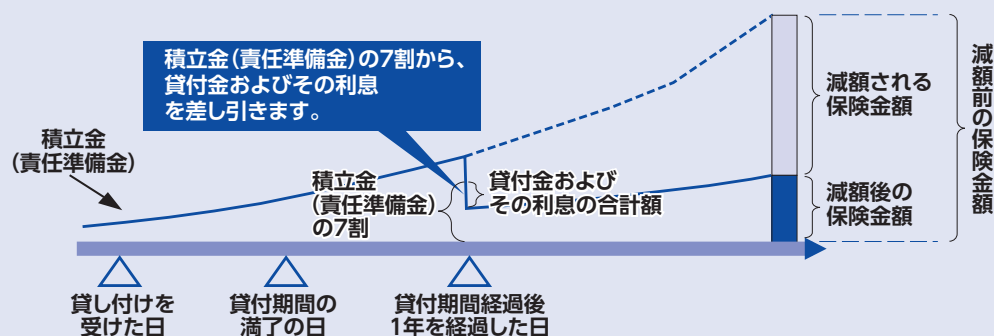 積立金(責任準備金)の7割から、
貸付金およびその利息
を差し引きます。
積立金
(責任準備金)
積立金
(責任準備金)
の7割
貸付金および
その利息の合計額
減額される
保険金額
減額後の
保険金額
減額前の保険金額
貸し付けを
受けた日
貸付期間の
満了の日
貸付期間経過後
1年を経過した日